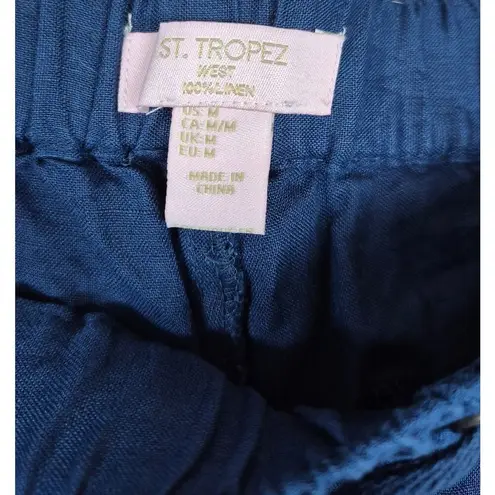 ST. TROPEZ
WEST
100% LINEN
US: M
CA: M/M
UK: M
EU: M
MADE IN
CHINA